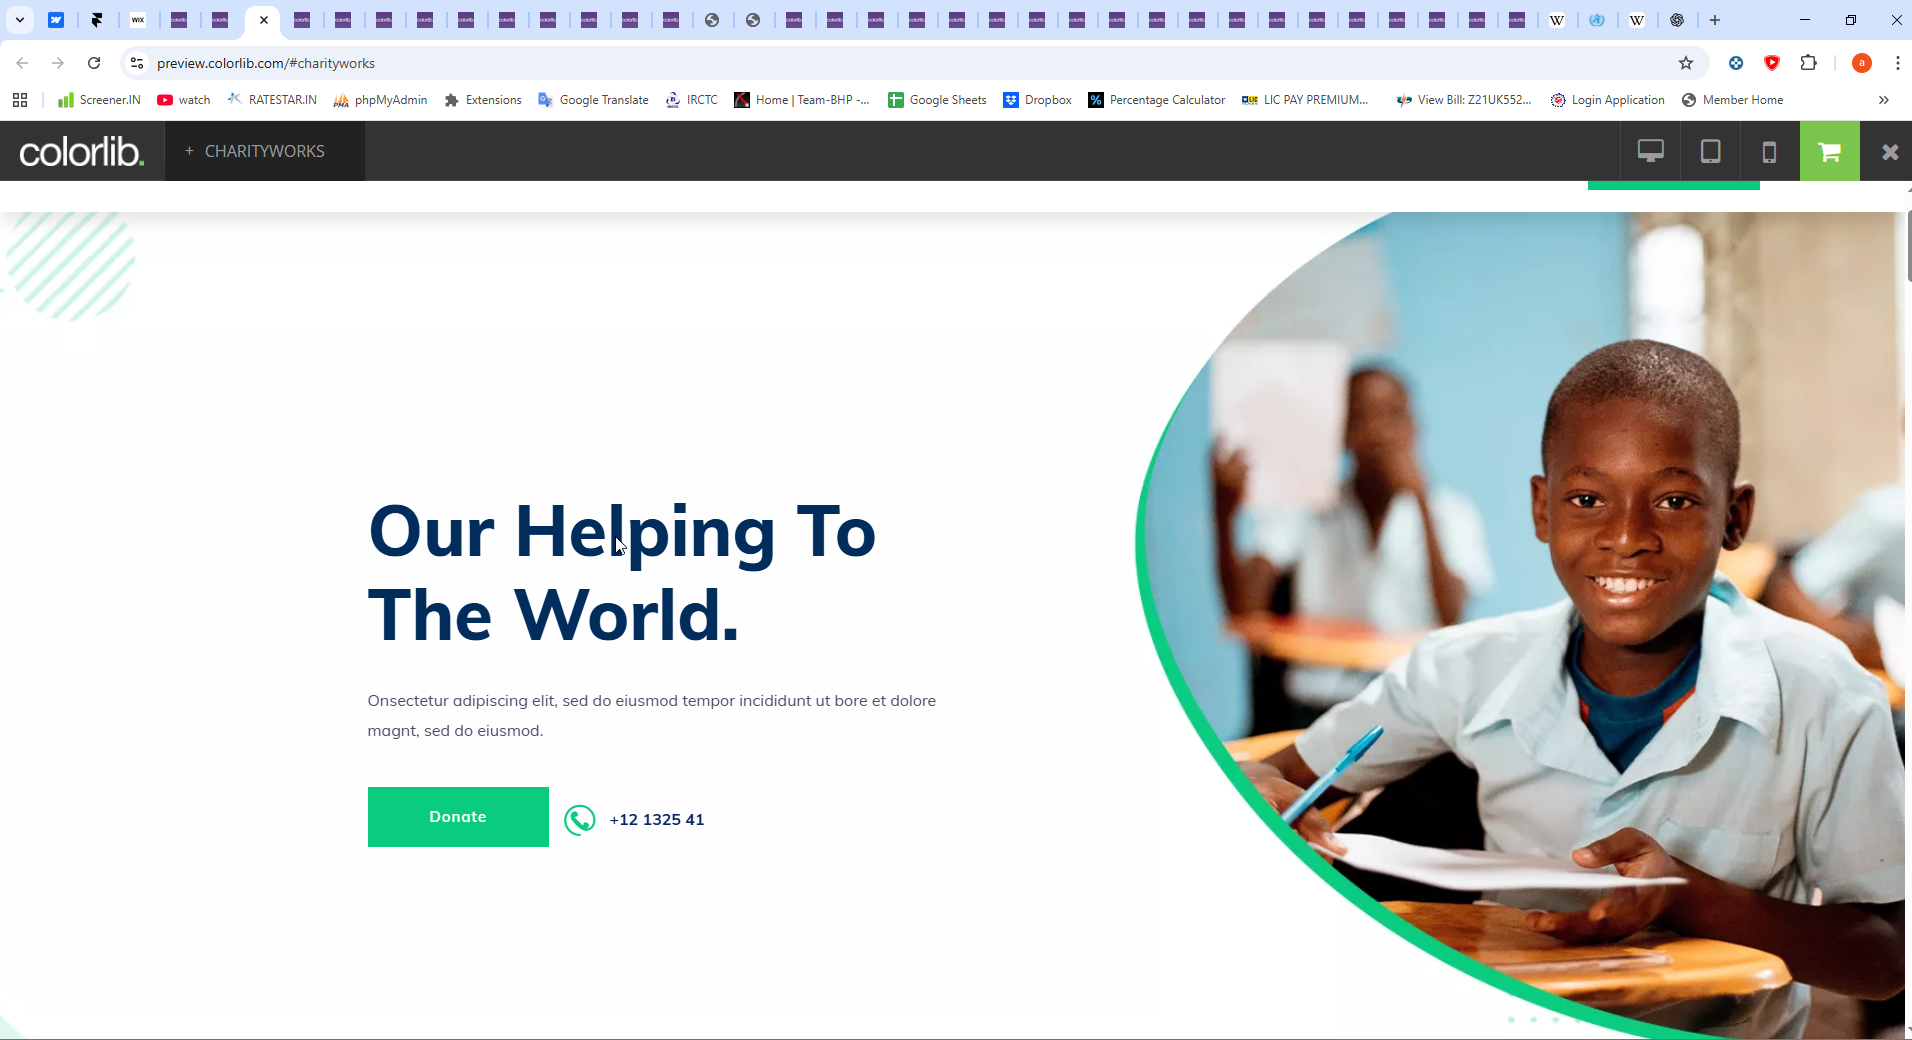 WIX
preview.colorlib.com/#charityworks
a
Screener.IN
watch
RATESTAR.IN
phpMyAdmin
Extensions
Google Translate
IRCTC
Home | Team-BHP -...
Google Sheets
Dropbox
Percentage Calculator
LIC PAY PREMIUM...
View Bill: Z21UK552...
Login Application
Member Home
colorlib.
+ CHARITYWORKS
Our Helping To
The World.
Onsectetur adipiscing elit, sed do eiusmod tempor incididunt ut bore et dolore
magnt, sed do eiusmod.
Donate
+12 1325 41